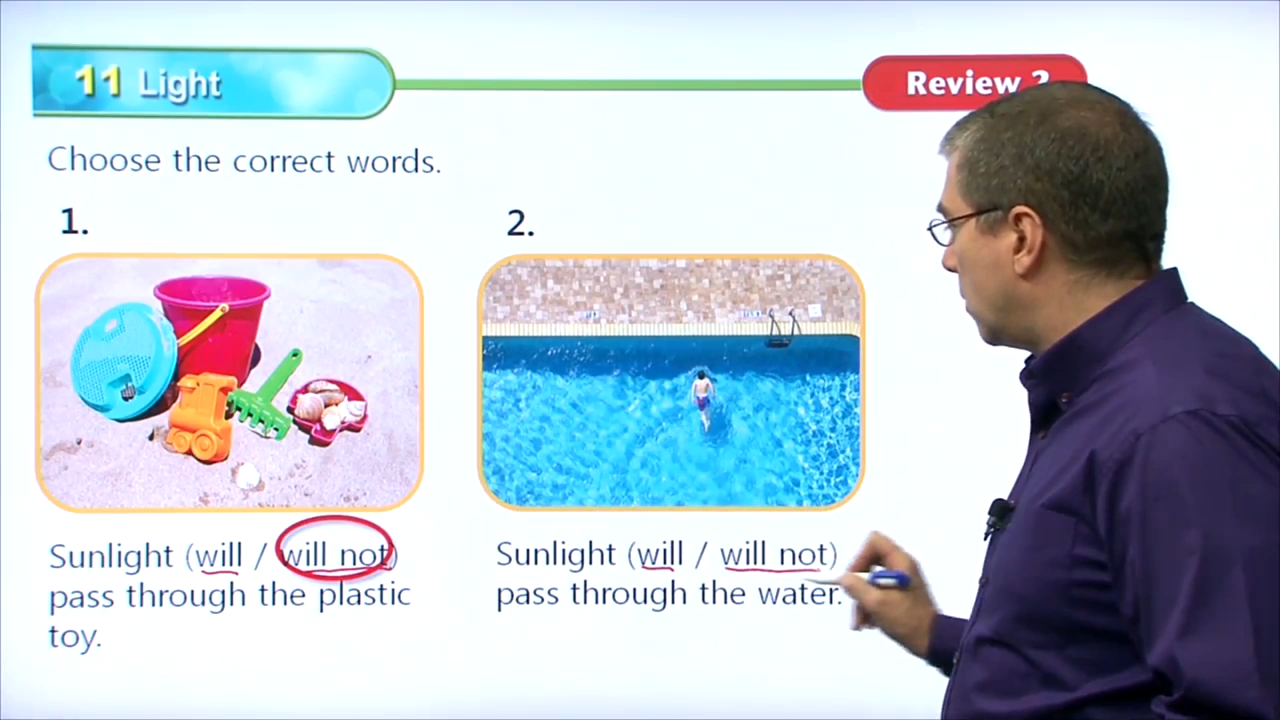 11 Light
Review 2
Choose the correct words.
1.
2.
Sunlight (will / will not)
pass through the plastic
toy.
Sunlight (will / will not)
pass through the water.